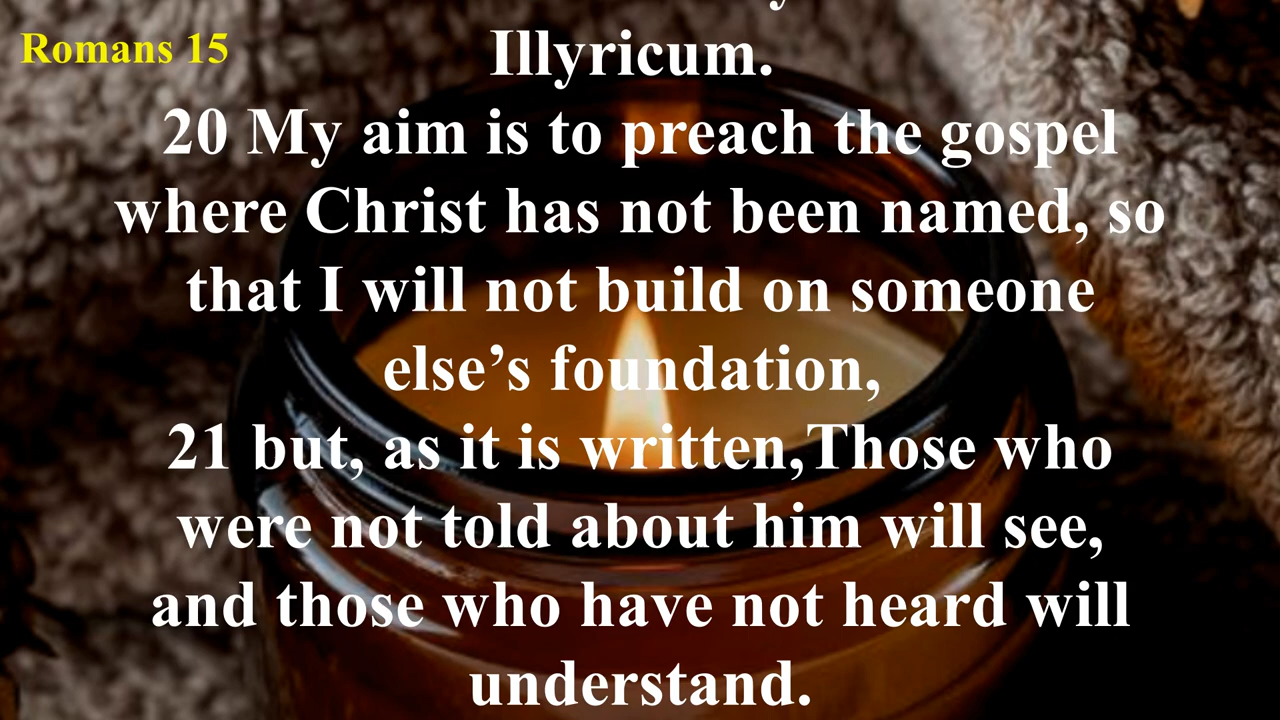 Romans 15
Illyricum.
20 My aim is to preach the gospel
where Christ has not been named, so
that I will not build on someone
else’s foundation,
21 but, as it is written,Those who
were not told about him will see,
and those who have not heard will
understand.